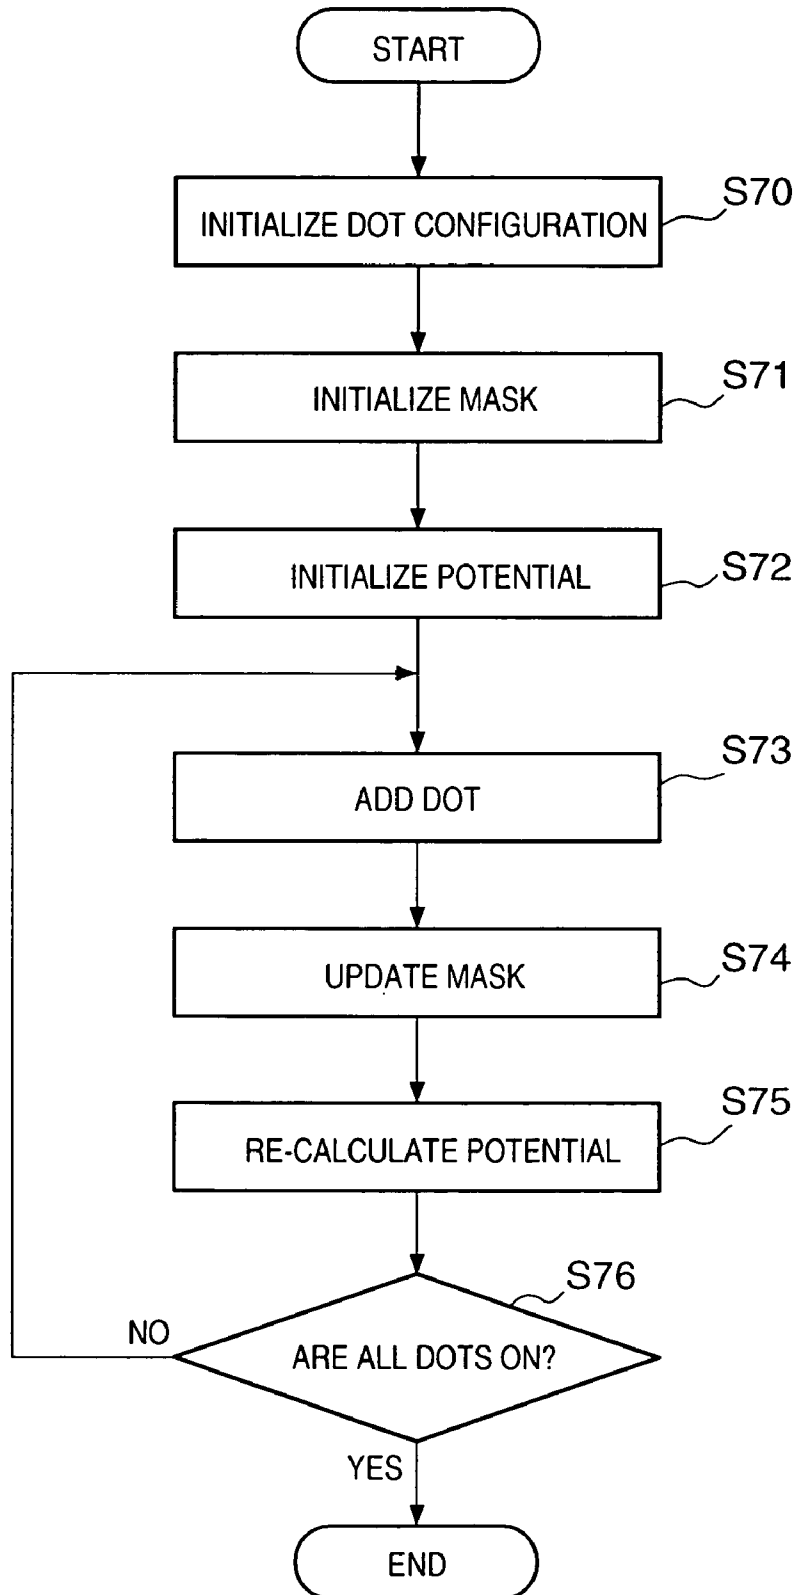 START
S70
INITIALIZE DOT CONFIGURATION
S71
INITIALIZE MASK
S72
INITIALIZE POTENTIAL
S73
ADD DOT
S74
UPDATE MASK
S75
RE-CALCULATE POTENTIAL
S76
NO
ARE ALL DOTS ON?
YES
END